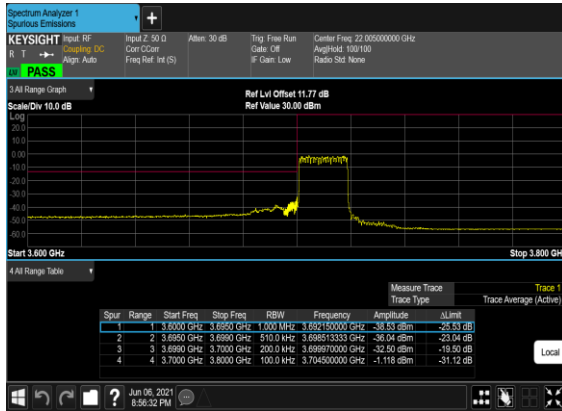 Spectrum Analyzer 1
Spurious Emissions
KEYSIGHT Input: RF Input Z: 50 Ω Atten: 30 dB Trig: Free Run Center Freq: 22.005000000 GHz
R T Coupling: DC Corr CCorr Gate: Off Avg|Hold: 100/100
Align: Auto Freq Ref: Int (S) IF Gain: Low Radio Std: None
LXI PASS
3 All Range Graph Ref Lvl Offset 11.77 dB
Scale/Div 10.0 dB Ref Value 30.00 dBm
Log
20.0
10.0
0.00
-10.0
-20.0
-30.0
-40.0
-50.0
-60.0
Start 3.600 GHz Stop 3.800 GH
4 All Range Table
Measure Trace Trace 1
Trace Type Trace Average (Active)
Spur Range Start Freq Stop Freq RBW Frequency Amplitude ΔLimit
1 1 3.6000 GHz 3.6950 GHz 1.000 MHz 3.692150000 GHz -38.53 dBm -25.53 dB
2 2 3.6950 GHz 3.6990 GHz 510.0 kHz 3.698513333 GHz -36.04 dBm -23.04 dB
3 3 3.6990 GHz 3.7000 GHz 200.0 kHz 3.699970000 GHz -32.50 dBm -19.50 dB
4 4 3.7000 GHz 3.8000 GHz 100.0 kHz 3.704500000 GHz -1.118 dBm -31.12 dB
Local
Jun 06, 2021
8:56:32 PM